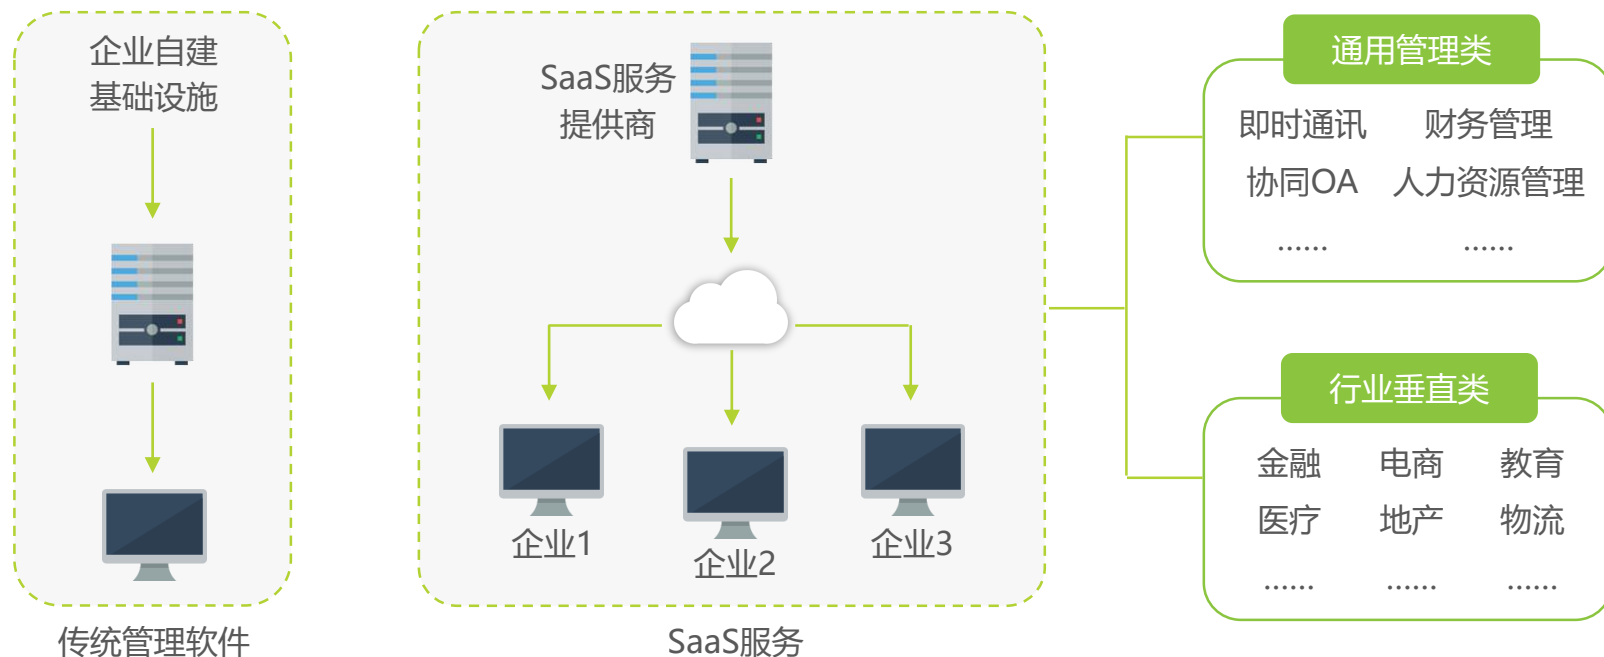 企业自建
基础设施
传统管理软件
SaaS服务
提供商
企业1
企业2
企业3
SaaS服务
通用管理类
即时通讯 财务管理
协同OA 人力资源管理
...... ......
行业垂直类
金融 电商 教育
医疗 地产 物流
...... ...... ......